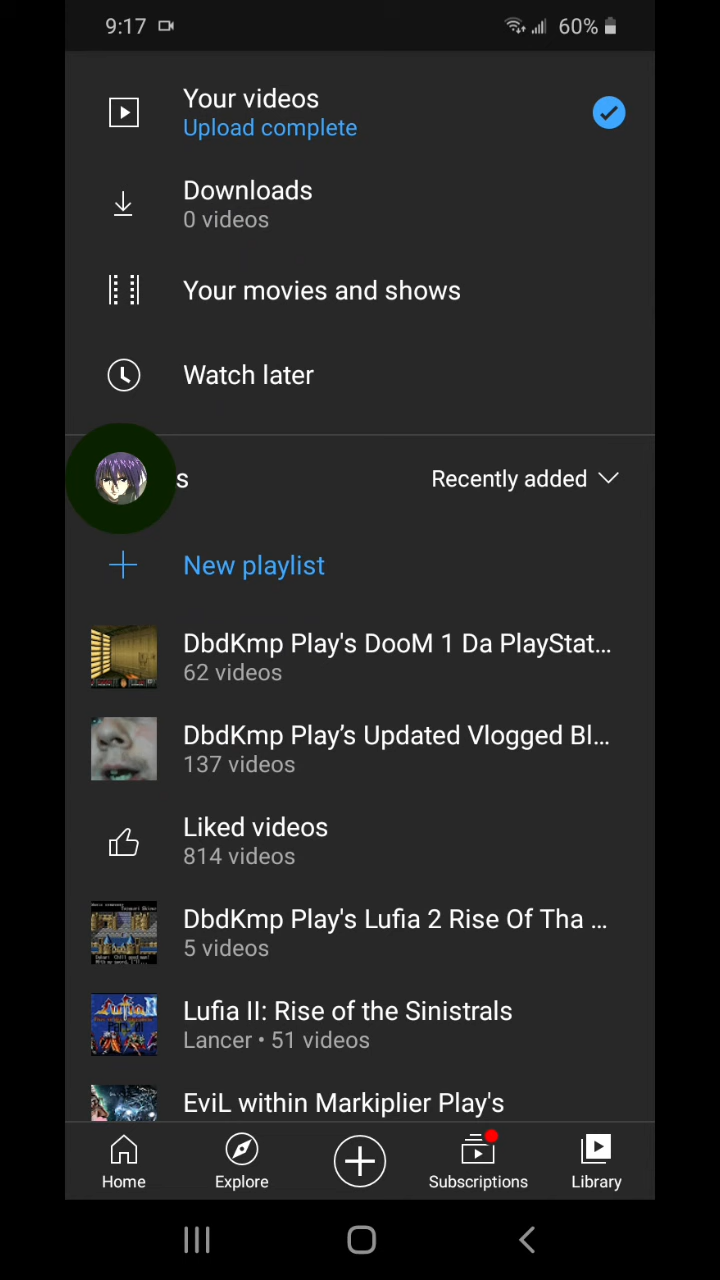 9:17
60%
Your videos
Upload complete
Downloads
0 videos
Your movies and shows
Watch later
s
Recently added
New playlist
DbdKmp Play's DooM 1 Da PlayStat...
62 videos
DbdKmp Play’s Updated Vlogged Bl...
137 videos
Liked videos
814 videos
DbdKmp Play's Lufia 2 Rise Of Tha ...
5 videos
Lufia II: Rise of the Sinistrals
Lancer • 51 videos
EviL within Markiplier Play's
Home
Explore
Subscriptions
Library